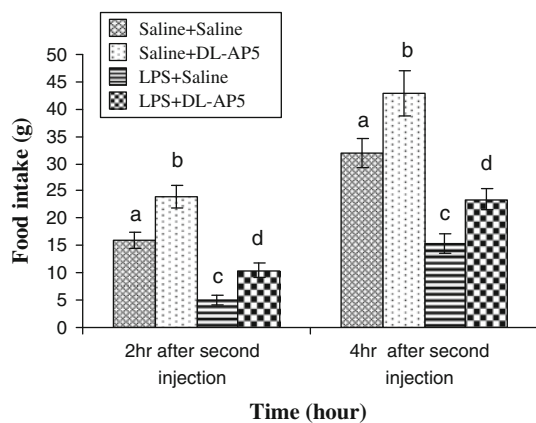 Saline+Saline
Saline+DL-AP5
LPS+Saline
LPS+DL-AP5
Food intake (g)
50
45
40
35
30
25
20
15
10
5
0
a
b
c
d
a
b
c
d
2hr after second
injection
4hr after second
injection
Time (hour)